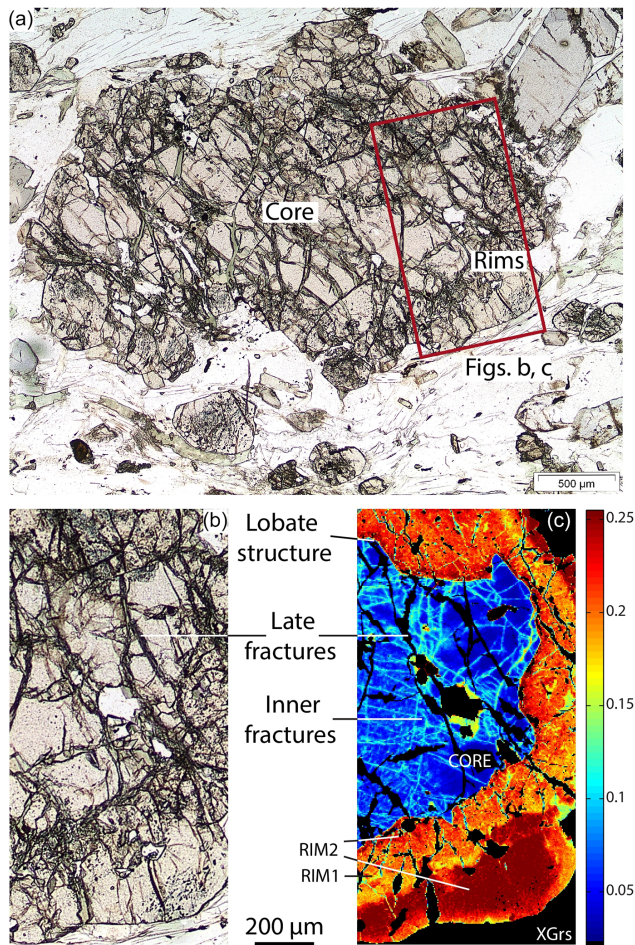 (a)
Core
Rims
Figs. b, c
500 µm
(b)
Lobate
structure
(c)
0.25
Late
fractures
0.2
Inner
fractures
0.15
CORE
0.1
RIM2
RIM1
0.05
200 µm
XGrs